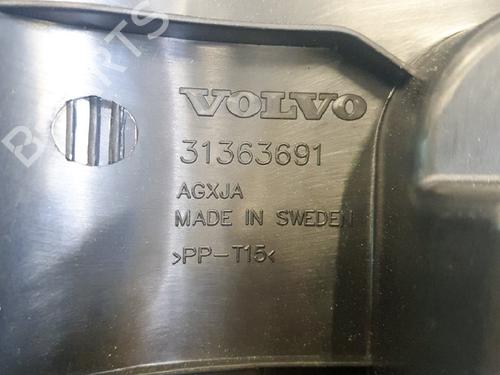 VOLVO
31363691
AGXJA
MADE IN SWEDEN
>PP-T15<